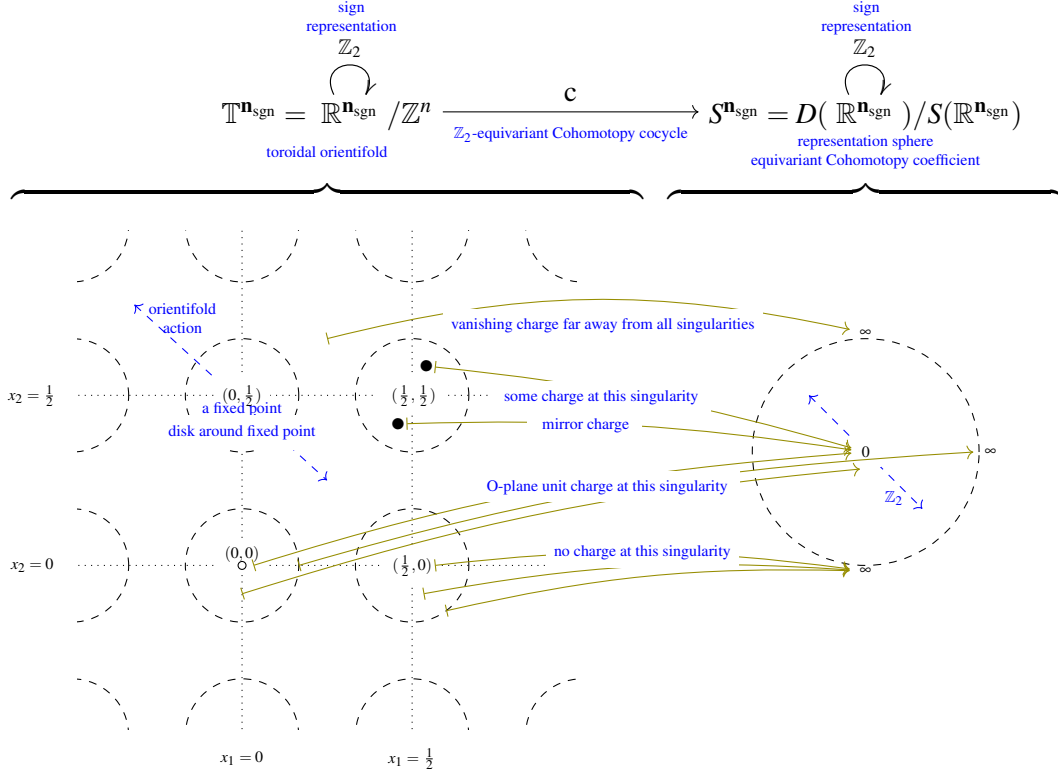 sign
representation
ℤ₂
sign
representation
ℤ₂
𝕋^{𝐧_sgn} = ℝ^{𝐧_sgn}/ℤⁿ
c
S^{𝐧_sgn} = D(ℝ^{𝐧_sgn})/S(ℝ^{𝐧_sgn})
ℤ₂-equivariant Cohomotopy cocycle
toroidal orientifold
representation sphere
equivariant Cohomotopy coefficient
orientifold
action
vanishing charge far away from all singularities
∞
x₂ = ½
(0, ½)
(½, ½)
some charge at this singularity
a fixed point
disk around fixed point
mirror charge
0
∞
O-plane unit charge at this singularity
ℤ₂
(0,0)
x₂ = 0
(½, 0)
no charge at this singularity
∞
x₁ = 0
x₁ = ½